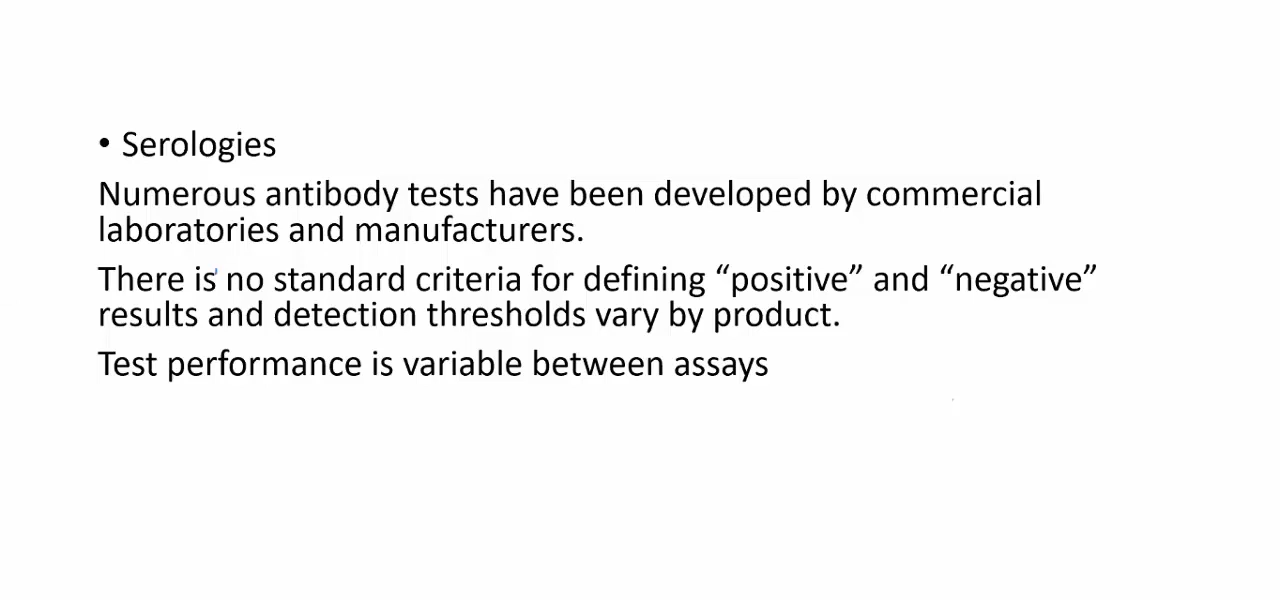 • Serologies
Numerous antibody tests have been developed by commercial
laboratories and manufacturers.
There is no standard criteria for defining “positive” and “negative”
results and detection thresholds vary by product.
Test performance is variable between assays